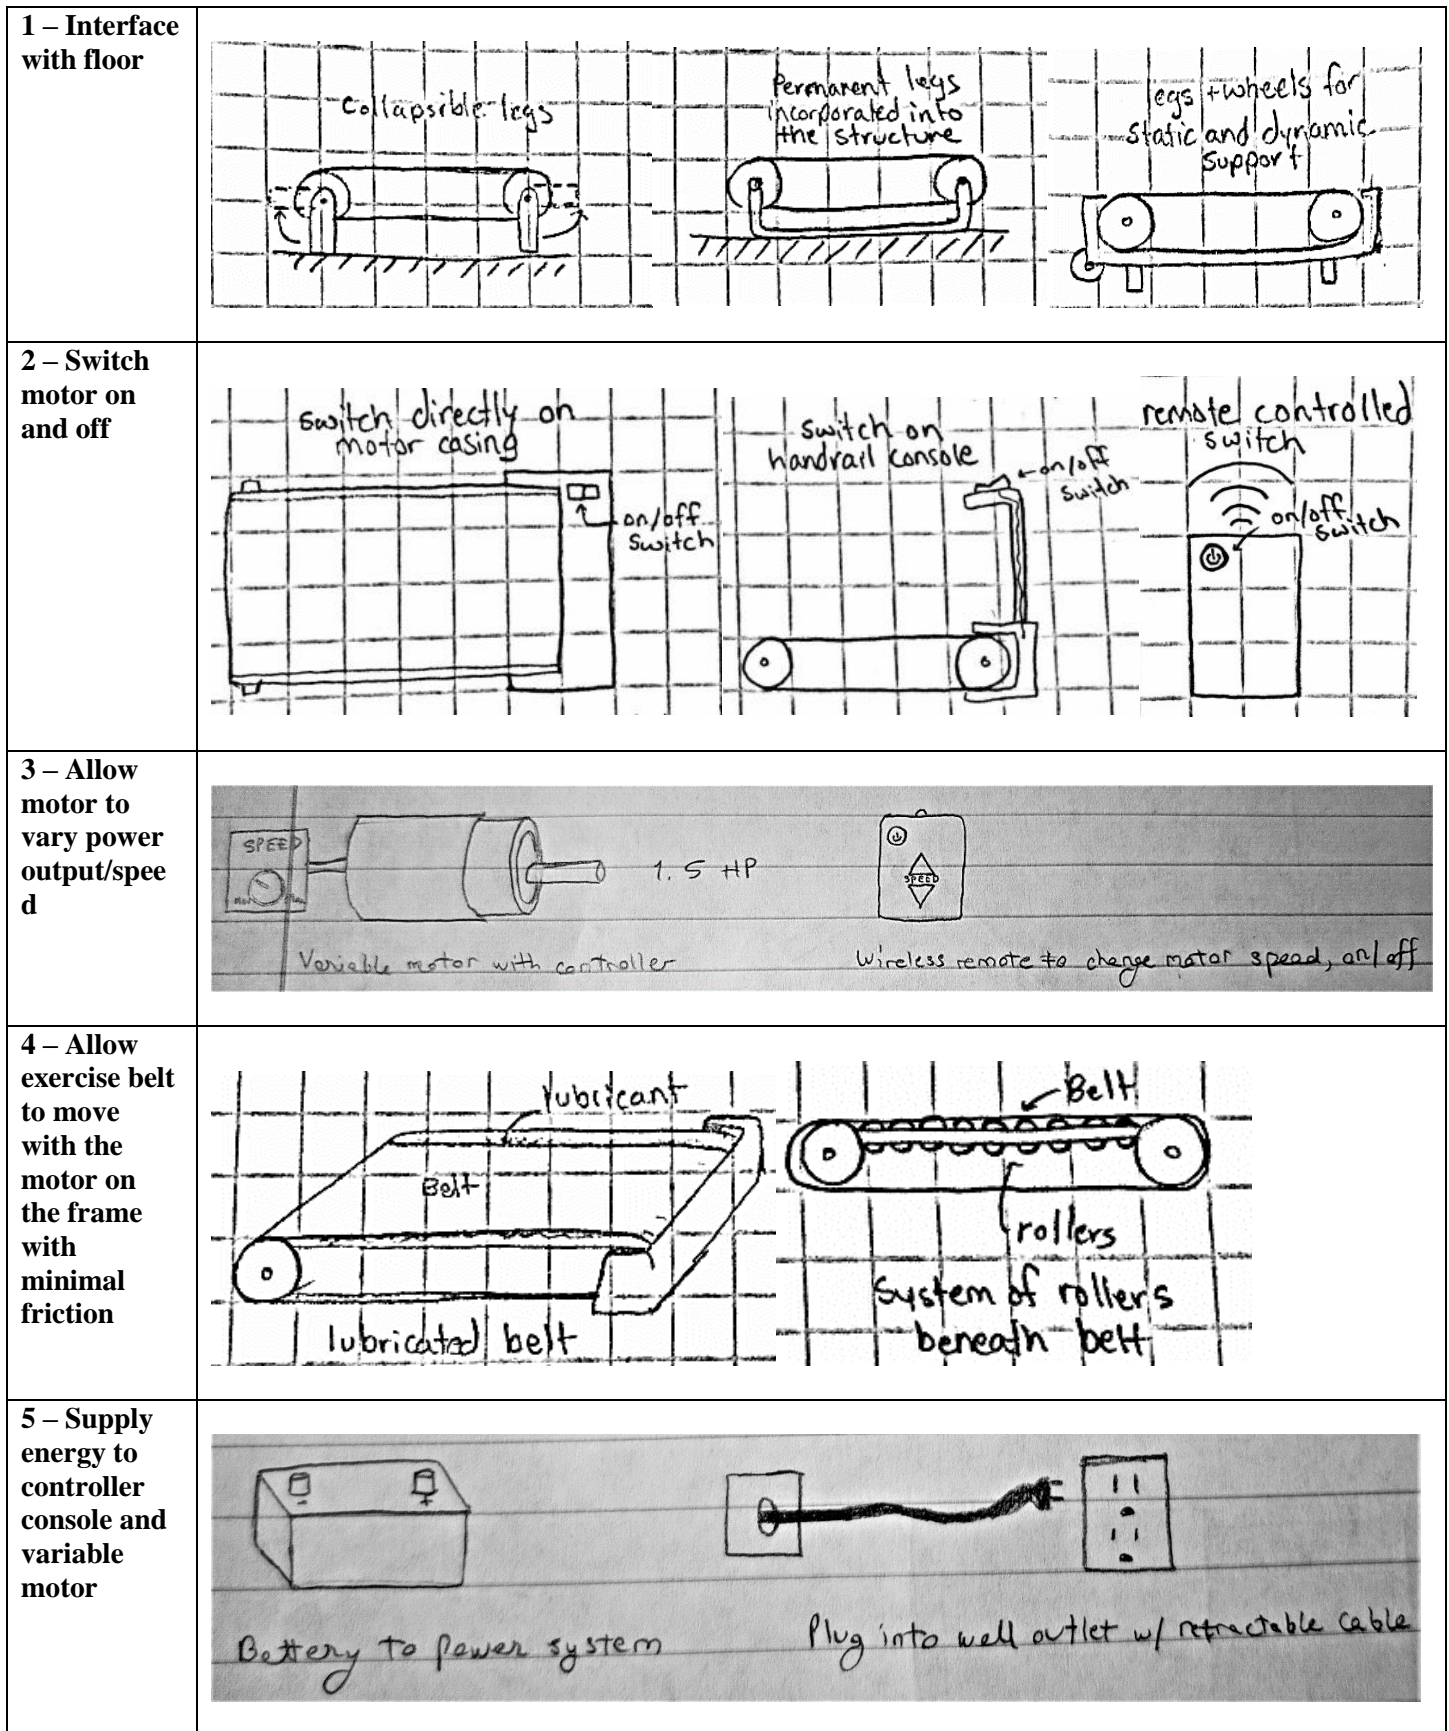 1 – Interface
with floor
Collapsible legs
Permanent legs
incorporated into
the structure
egs + wheels for
static and dynamic
support
2 – Switch
motor on
and off
switch directly on
motor casing
on/off
switch
switch on
handrail console
on/off
switch
remote controlled
switch
on/off
switch
3 – Allow
motor to
vary power
output/spee
d
SPEED
1.5 HP
Variable motor with controller
SPEED
Wireless remote to change motor speed, on/off
4 – Allow
exercise belt
to move
with the
motor on
the frame
with
minimal
friction
lubricant
Belt
lubricated belt
Belt
rollers
System of rollers
beneath belt
5 – Supply
energy to
controller
console and
variable
motor
- +
Battery to power system
Plug into wall outlet w/ retractable cable